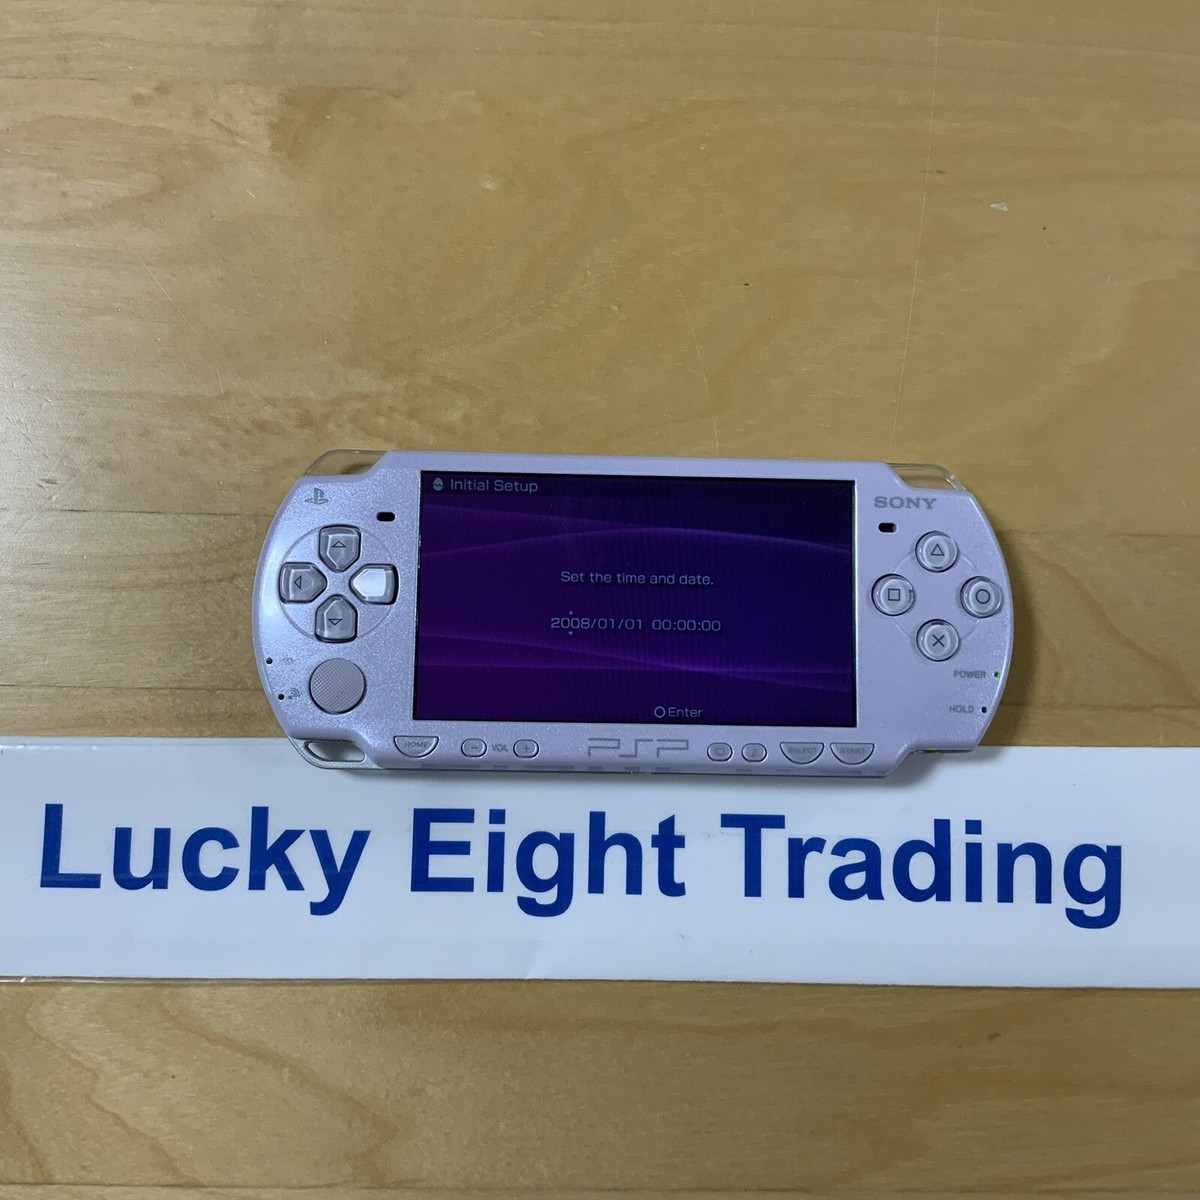 Initial Setup
SONY
Set the time and date.
2008/01/01 00:00:00
POWER
HOLD
Enter
HOME
VOL
PSP
SELECT
START
Lucky Eight Trading